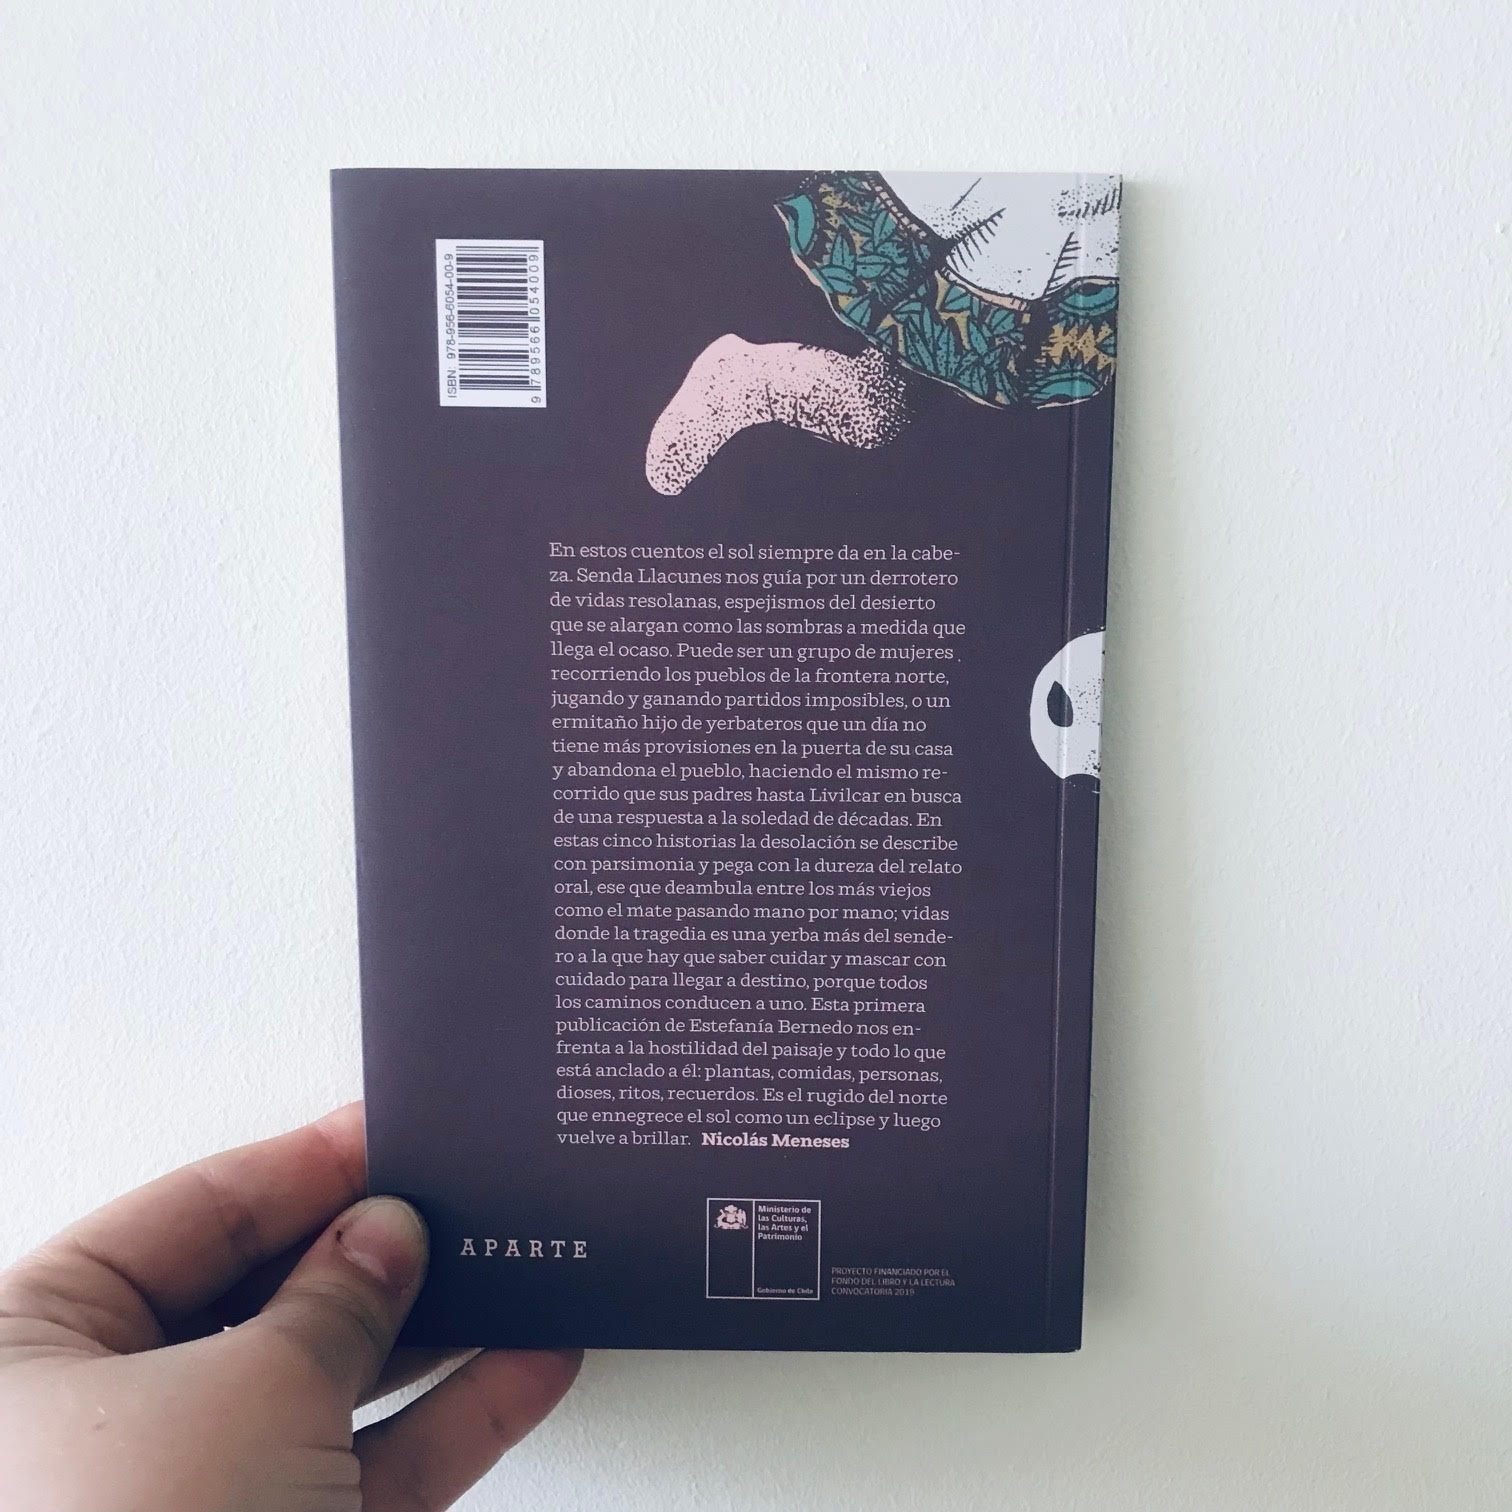 ISBN: 978-956-6054-00-9
9 789566 054009
En estos cuentos el sol siempre da en la cabe-
za. Senda Llacunes nos guía por un derrotero
de vidas resolanas, espejismos del desierto
que se alargan como las sombras a medida que
llega el ocaso. Puede ser un grupo de mujeres
recorriendo los pueblos de la frontera norte,
jugando y ganando partidos imposibles, o un
ermitaño hijo de yerbateros que un día no
tiene más provisiones en la puerta de su casa
y abandona el pueblo, haciendo el mismo re-
corrido que sus padres hasta Livilcar en busca
de una respuesta a la soledad de décadas. En
estas cinco historias la desolación se describe
con parsimonia y pega con la dureza del relato
oral, ese que deambula entre los más viejos
como el mate pasando mano por mano; vidas
donde la tragedia es una yerba más del sende-
ro a la que hay que saber cuidar y mascar con
cuidado para llegar a destino, porque todos
los caminos conducen a uno. Esta primera
publicación de Estefanía Bernedo nos en-
frenta a la hostilidad del paisaje y todo lo que
está anclado a él: plantas, comidas, personas,
dioses, ritos, recuerdos. Es el rugido del norte
que ennegrece el sol como un eclipse y luego
vuelve a brillar. Nicolás Meneses
APARTE
Ministerio de
las Culturas,
las Artes y el
Patrimonio
Gobierno de Chile
PROYECTO FINANCIADO POR EL
FONDO DEL LIBRO Y LA LECTURA
CONVOCATORIA 2019